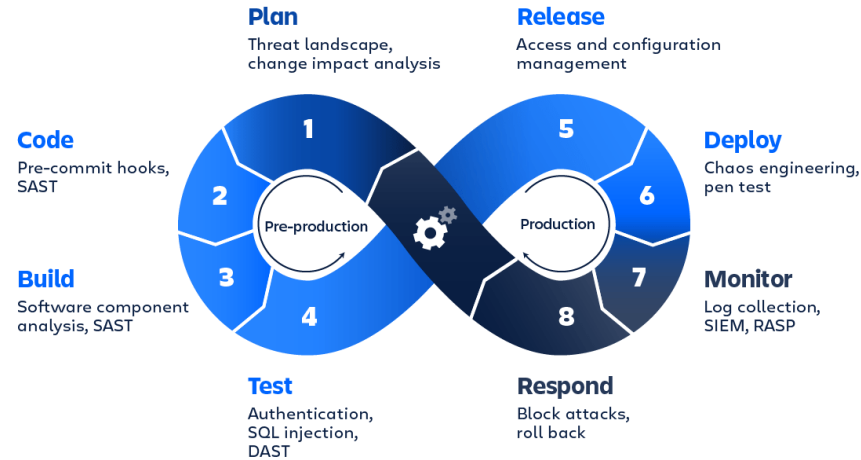 Plan
Threat landscape,
change impact analysis
Release
Access and configuration
management
Code
Pre-commit hooks,
SAST
1
5
Deploy
Chaos engineering,
pen test
2
6
Pre-production
Production
Build
Software component
analysis, SAST
3
7
Monitor
Log collection,
SIEM, RASP
4
8
Test
Authentication,
SQL injection,
DAST
Respond
Block attacks,
roll back